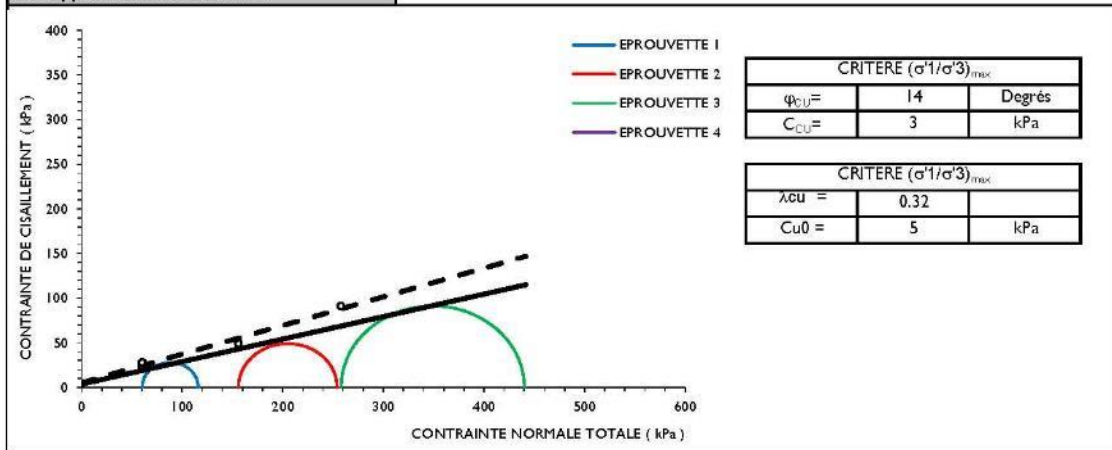 400
350
300
250
200
150
100
50
0
0 100 200 300 400 500 600
CONTRAINTE DE CISAILLEMENT ( kPa )
CONTRAINTE NORMALE TOTALE ( kPa )
EPROUVETTE 1
EPROUVETTE 2
EPROUVETTE 3
EPROUVETTE 4
CRITERE (σ'1/σ'3)max
φCU= 14 Degrés
CCU= 3 kPa
CRITERE (σ'1/σ'3)max
λcu = 0.32
Cu0 = 5 kPa